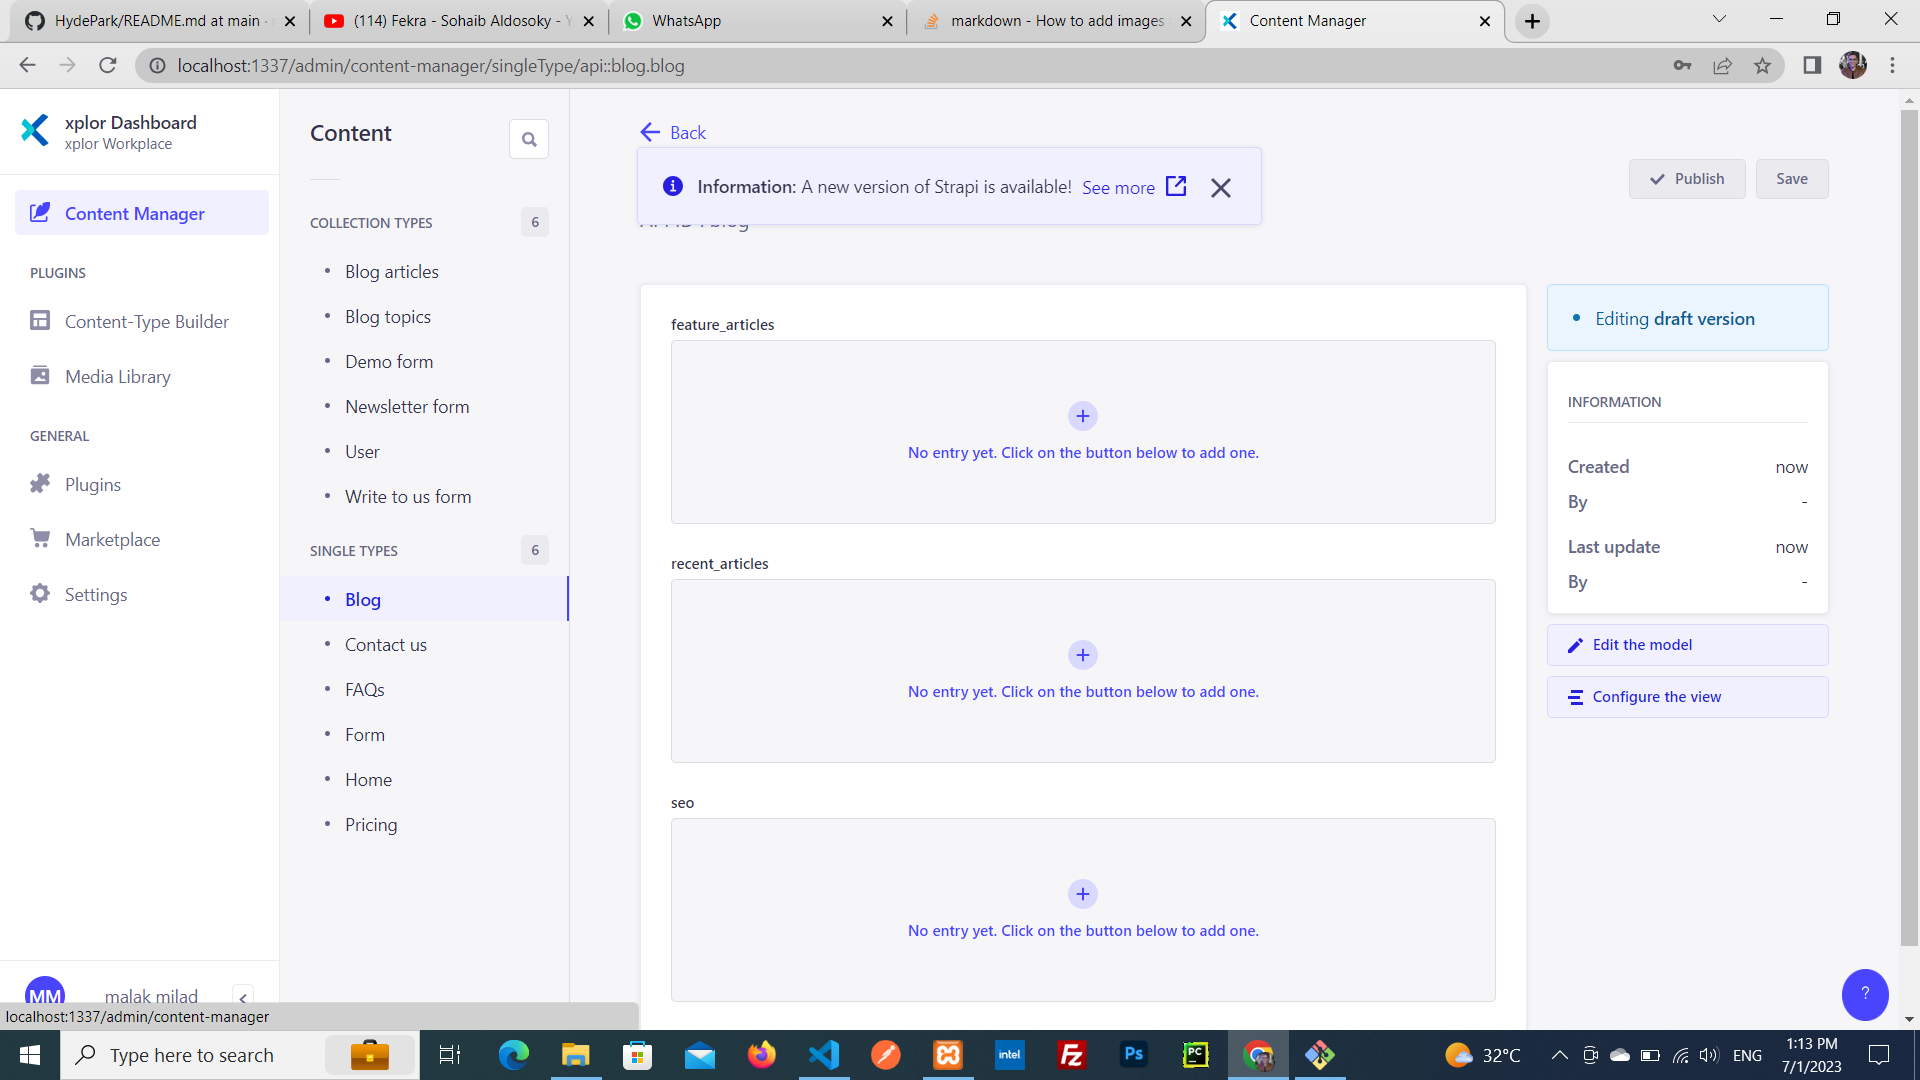 HydePark/README.md at main ·
(114) Fekra - Sohaib Aldosoky -
WhatsApp
markdown - How to add images
Content Manager
localhost:1337/admin/content-manager/singleType/api::blog.blog
xplor Dashboard
xplor Workplace
Content Manager
PLUGINS
Content-Type Builder
Media Library
GENERAL
Plugins
Marketplace
Settings
MM
malak milad
localhost:1337/admin/content-manager
Content
COLLECTION TYPES
6
Blog articles
Blog topics
Demo form
Newsletter form
User
Write to us form
SINGLE TYPES
6
Blog
Contact us
FAQs
Form
Home
Pricing
Back
Information: A new version of Strapi is available! See more
Publish
Save
feature_articles
No entry yet. Click on the button below to add one.
recent_articles
No entry yet. Click on the button below to add one.
seo
No entry yet. Click on the button below to add one.
Editing draft version
INFORMATION
Created now
By -
Last update now
By -
Edit the model
Configure the view
?
Type here to search
intel
Fz
Ps
PC
32°C
ENG
1:13 PM
7/1/2023